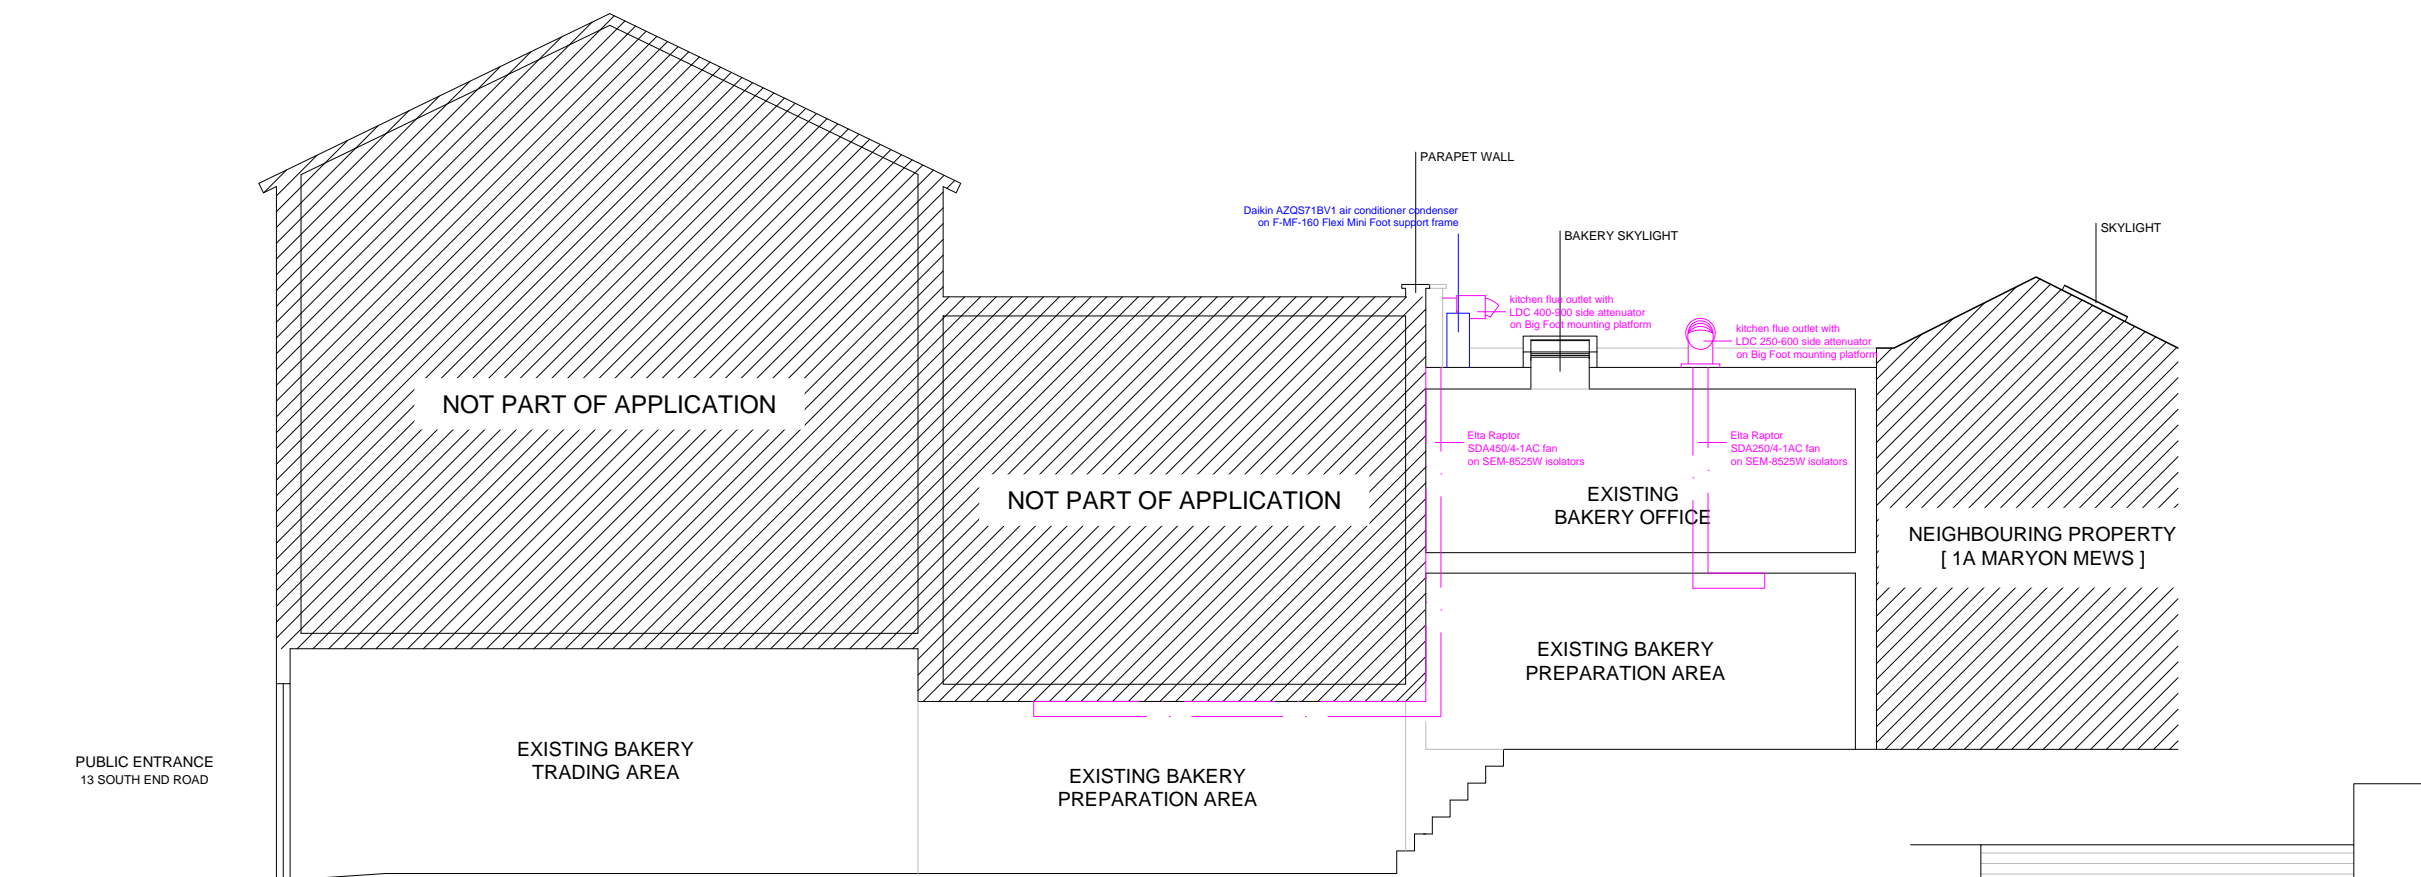 PARAPET WALL
Daikin AZQS71BV1 air conditioner condenser
on F-MF-160 Flexi Mini Foot support frame
BAKERY SKYLIGHT
SKYLIGHT
kitchen flue outlet with
LDC 400-900 side attenuator
on Big Foot mounting platform
kitchen flue outlet with
LDC 250-600 side attenuator
on Big Foot mounting platform
NOT PART OF APPLICATION
Elta Raptor
SDA450/4-1AC fan
on SEM-8525W isolators
Elta Raptor
SDA250/4-1AC fan
on SEM-8525W isolators
NOT PART OF APPLICATION
EXISTING
BAKERY OFFICE
NEIGHBOURING PROPERTY
[ 1A MARYON MEWS ]
EXISTING BAKERY
PREPARATION AREA
PUBLIC ENTRANCE
13 SOUTH END ROAD
EXISTING BAKERY
TRADING AREA
EXISTING BAKERY
PREPARATION AREA